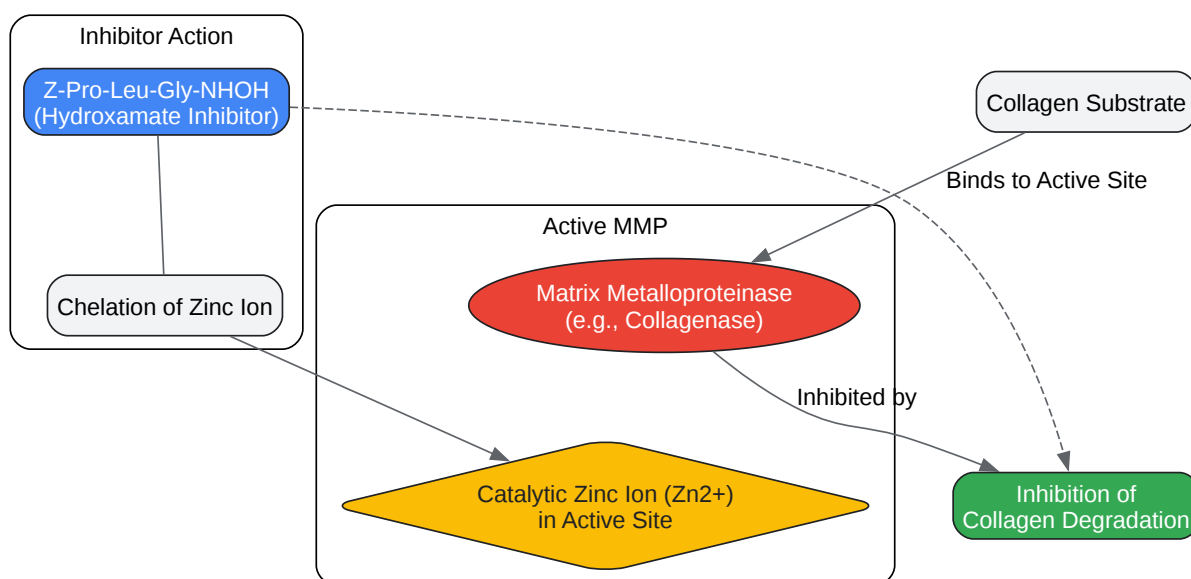 Inhibitor Action
Z-Pro-Leu-Gly-NHOH
(Hydroxamate Inhibitor)
Collagen Substrate
Binds to Active Site
Active MMP
Chelation of Zinc Ion
Matrix Metalloproteinase
(e.g., Collagenase)
Inhibited by
Catalytic Zinc Ion (Zn2+)
in Active Site
Inhibition of
Collagen Degradation